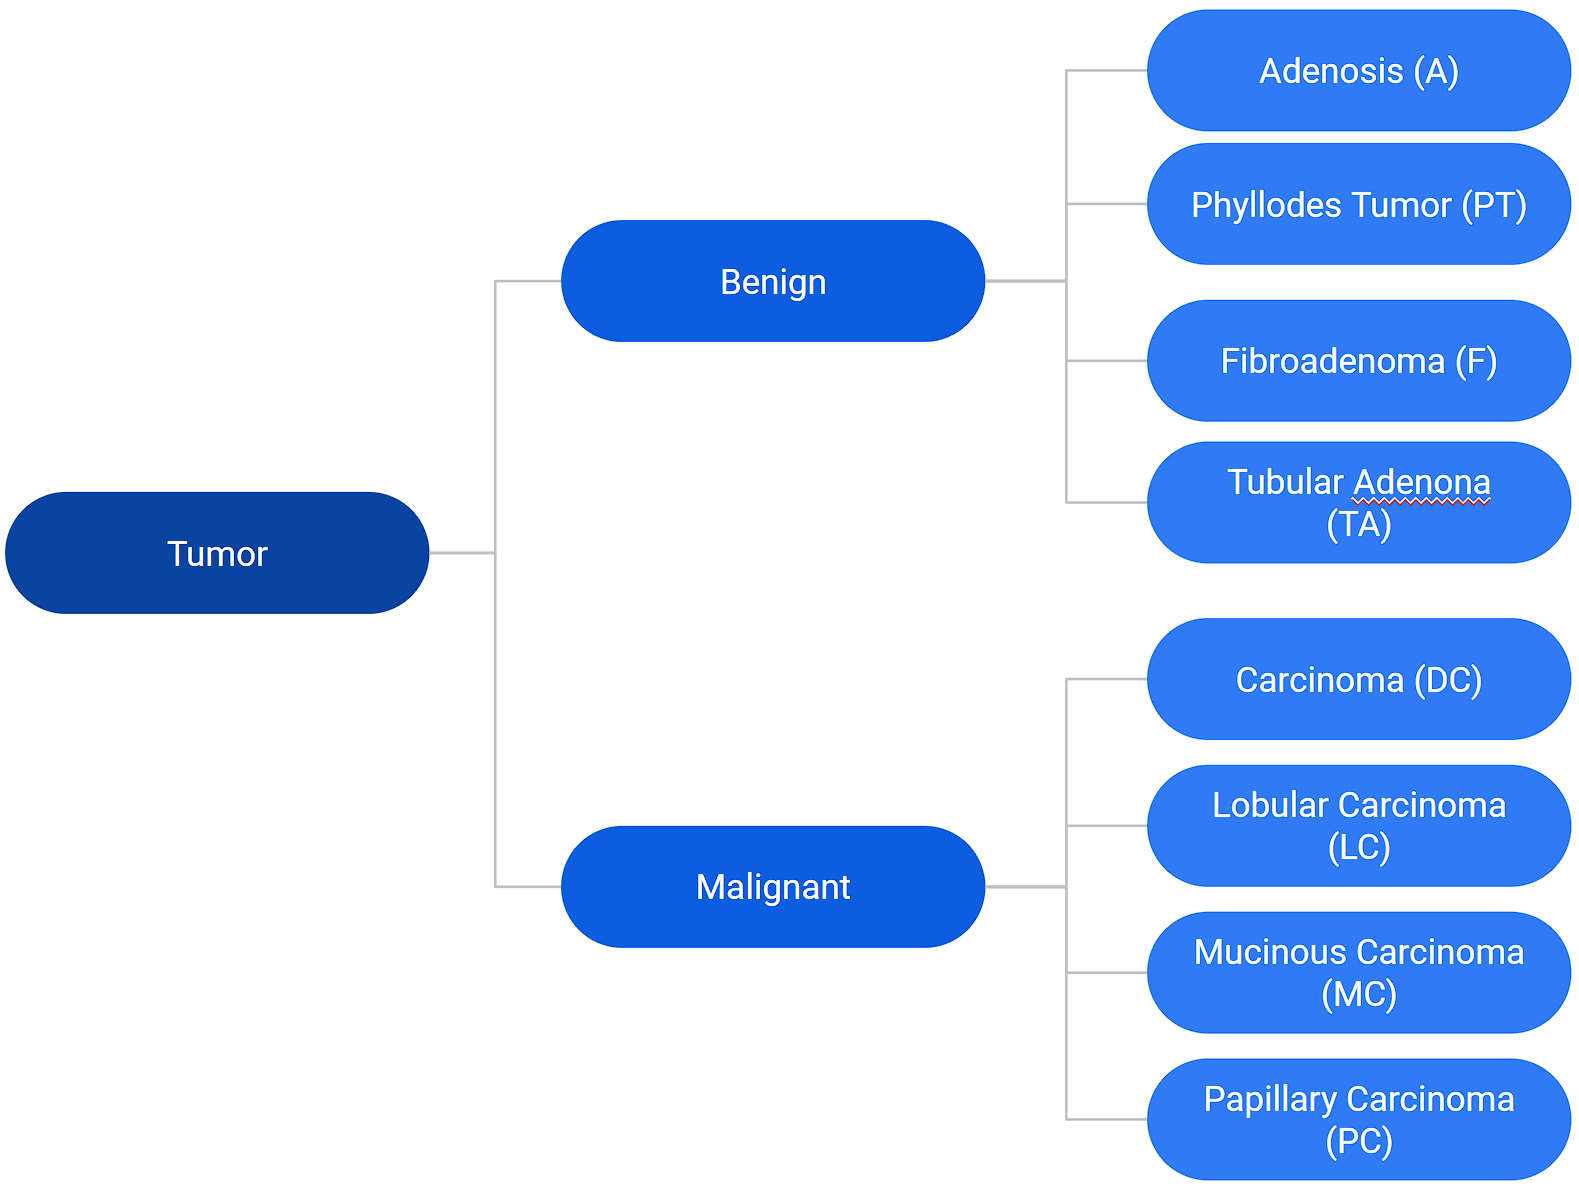 Tumor
Benign
Adenosis (A)
Phyllodes Tumor (PT)
Fibroadenoma (F)
Tubular Adenona
(TA)
Malignant
Carcinoma (DC)
Lobular Carcinoma
(LC)
Mucinous Carcinoma
(MC)
Papillary Carcinoma
(PC)